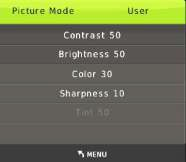 Picture Mode User
Contrast 50
Brightness 50
Color 30
Sharpness 10
Tint 50
MENU